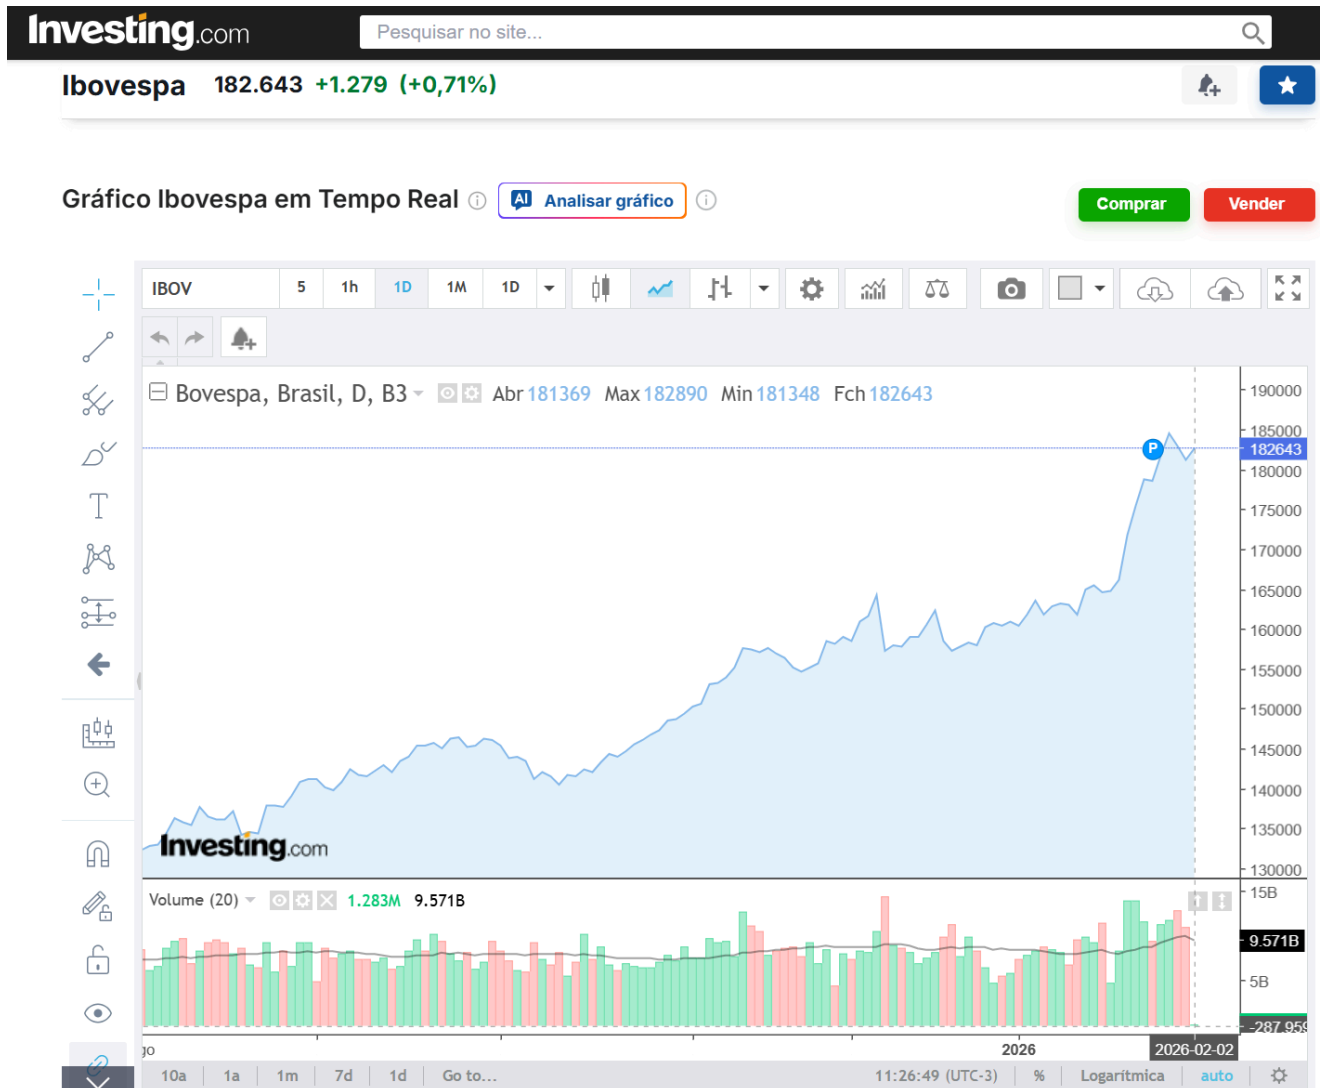 Investing.com
Pesquisar no site...
Ibovespa 182.643 +1.279 (+0,71%)
Gráfico Ibovespa em Tempo Real AI Analisar gráfico
Comprar Vender
IBOV 5 1h 1D 1M 1D
Bovespa, Brasil, D, B3 Abr 181369 Max 182890 Min 181348 Fch 182643
190000
185000
P
182643
180000
175000
170000
165000
160000
155000
150000
145000
140000
135000
130000
Investing.com
Volume (20) 1.283M 9.571B
15B
9.571B
5B
-287.959
go 2026 2026-02-02
10a 1a 1m 7d 1d Go to... 11:26:49 (UTC-3) % Logarítmica auto